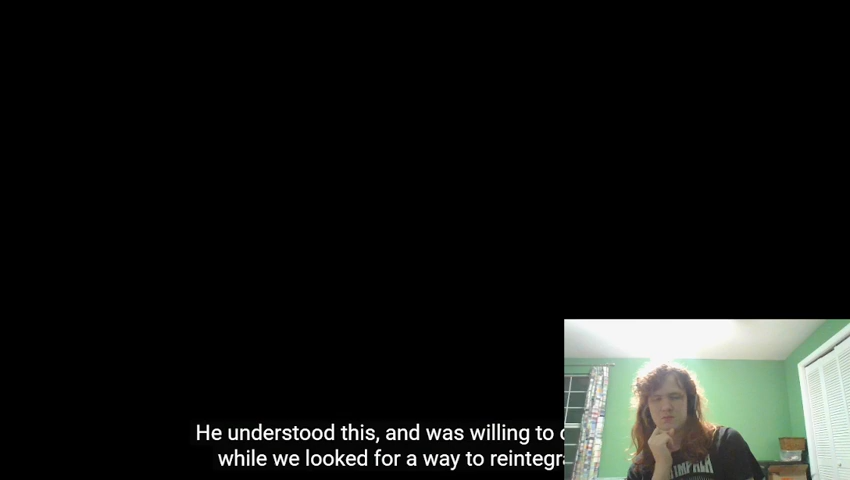 He understood this, and was willing to
while we looked for a way to